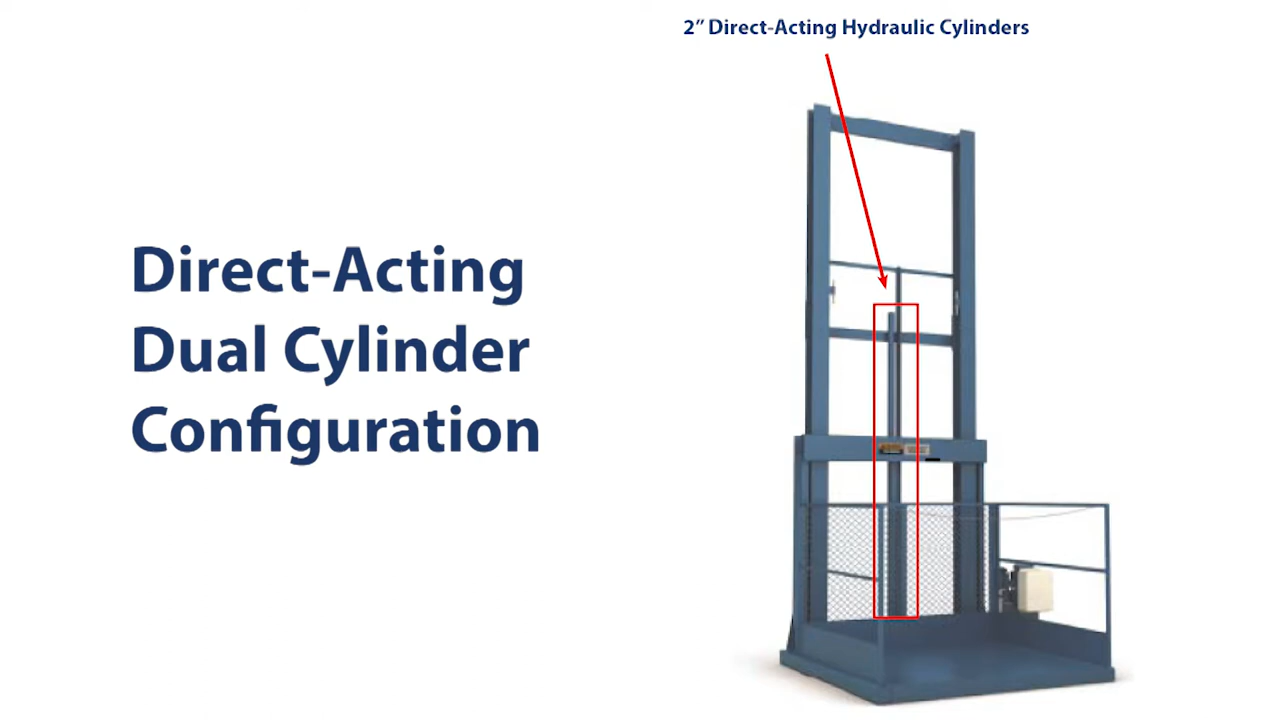 2” Direct-Acting Hydraulic Cylinders
Direct-Acting
Dual Cylinder
Configuration